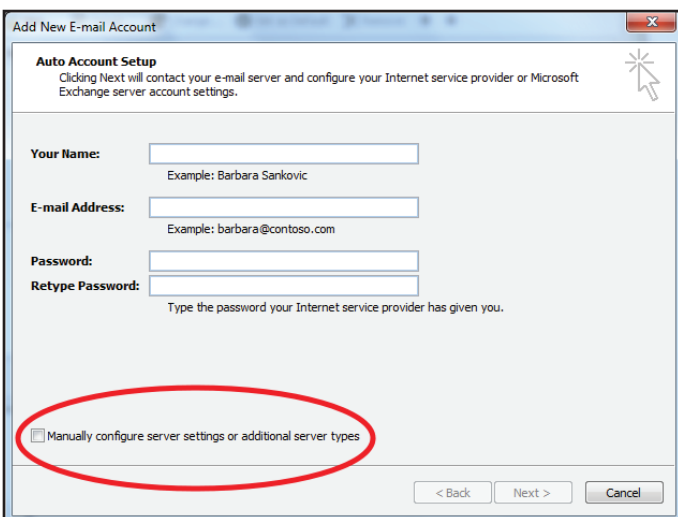 Add New E-mail Account
x
Auto Account Setup
Clicking Next will contact your e-mail server and configure your Internet service provider or Microsoft
Exchange server account settings.
Your Name:
Example: Barbara Sankovic
E-mail Address:
Example: barbara@contoso.com
Password:
Retype Password:
Type the password your Internet service provider has given you.
Manually configure server settings or additional server types
< Back Next > Cancel